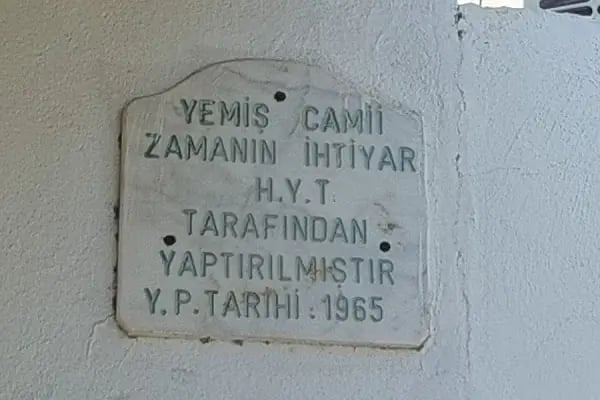 YEMİŞ CAMİİ
ZAMANIN İHTİYAR
H.Y.T.
TARAFINDAN
YAPTIRILMIŞTIR
Y.P.TARİHİ:1965